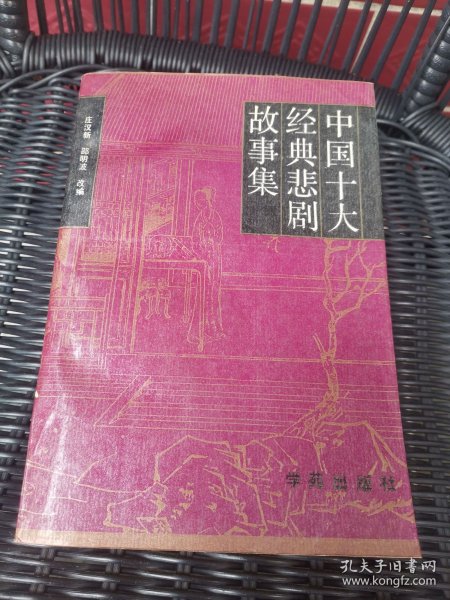 中国十大
经典悲剧
故事集
庄汉新 邵明波 改编
学苑出版社
孔夫子旧书网
www.kongfz.com